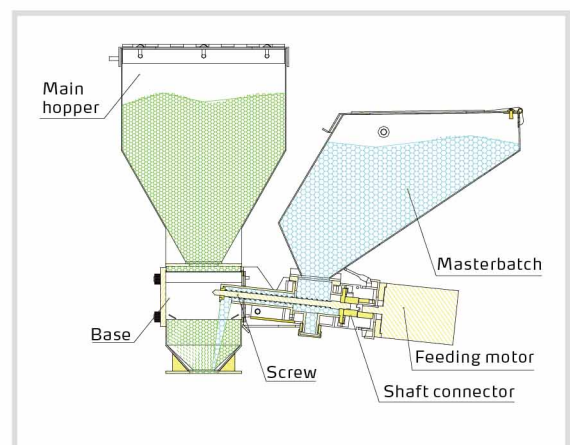 Main
hopper
Masterbatch
Base
Feeding motor
Screw
Shaft connector